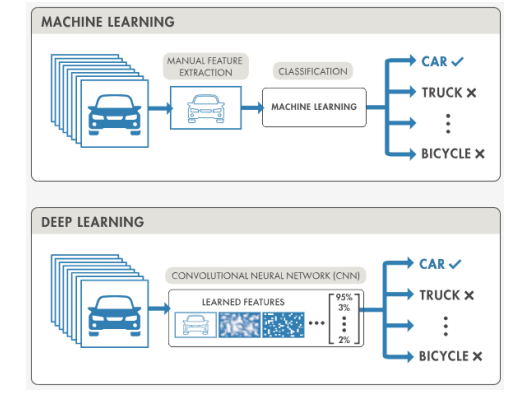 MACHINE LEARNING
MANUAL FEATURE
EXTRACTION
CLASSIFICATION
MACHINE LEARNING
CAR ✓
TRUCK ✕
⋮
BICYCLE ✕
DEEP LEARNING
CONVOLUTIONAL NEURAL NETWORK (CNN)
LEARNED FEATURES
•••
95%
3%
⋮
2%
CAR ✓
TRUCK ✕
⋮
BICYCLE ✕